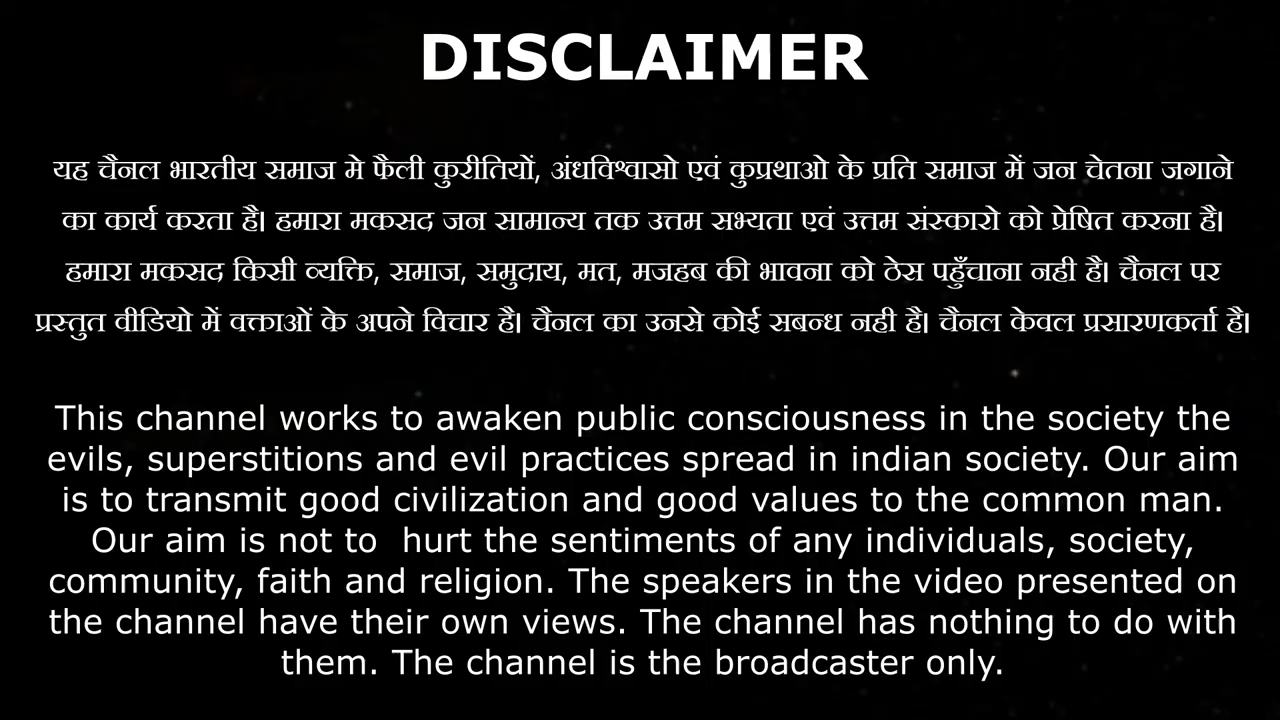 DISCLAIMER
यह चैनल भारतीय समाज मे फैली कुरीतियों, अंधविश्वासो एवं कुप्रथाओ के प्रति समाज में जन चेतना जगाने
का कार्य करता है। हमारा मकसद जन सामान्य तक उत्तम सभ्यता एवं उत्तम संस्कारो को प्रेषित करना है।
हमारा मकसद किसी व्यक्ति, समाज, समुदाय, मत, मजहब की भावना को ठेस पहुँचाना नही है। चैनल पर
प्रस्तुत वीडियो में वक्ताओं के अपने विचार है। चैनल का उनसे कोई सबन्ध नही है। चैनल केवल प्रसारणकर्ता है।
This channel works to awaken public consciousness in the society the
evils, superstitions and evil practices spread in indian society. Our aim
is to transmit good civilization and good values to the common man.
Our aim is not to  hurt the sentiments of any individuals, society,
community, faith and religion. The speakers in the video presented on
the channel have their own views. The channel has nothing to do with
them. The channel is the broadcaster only.